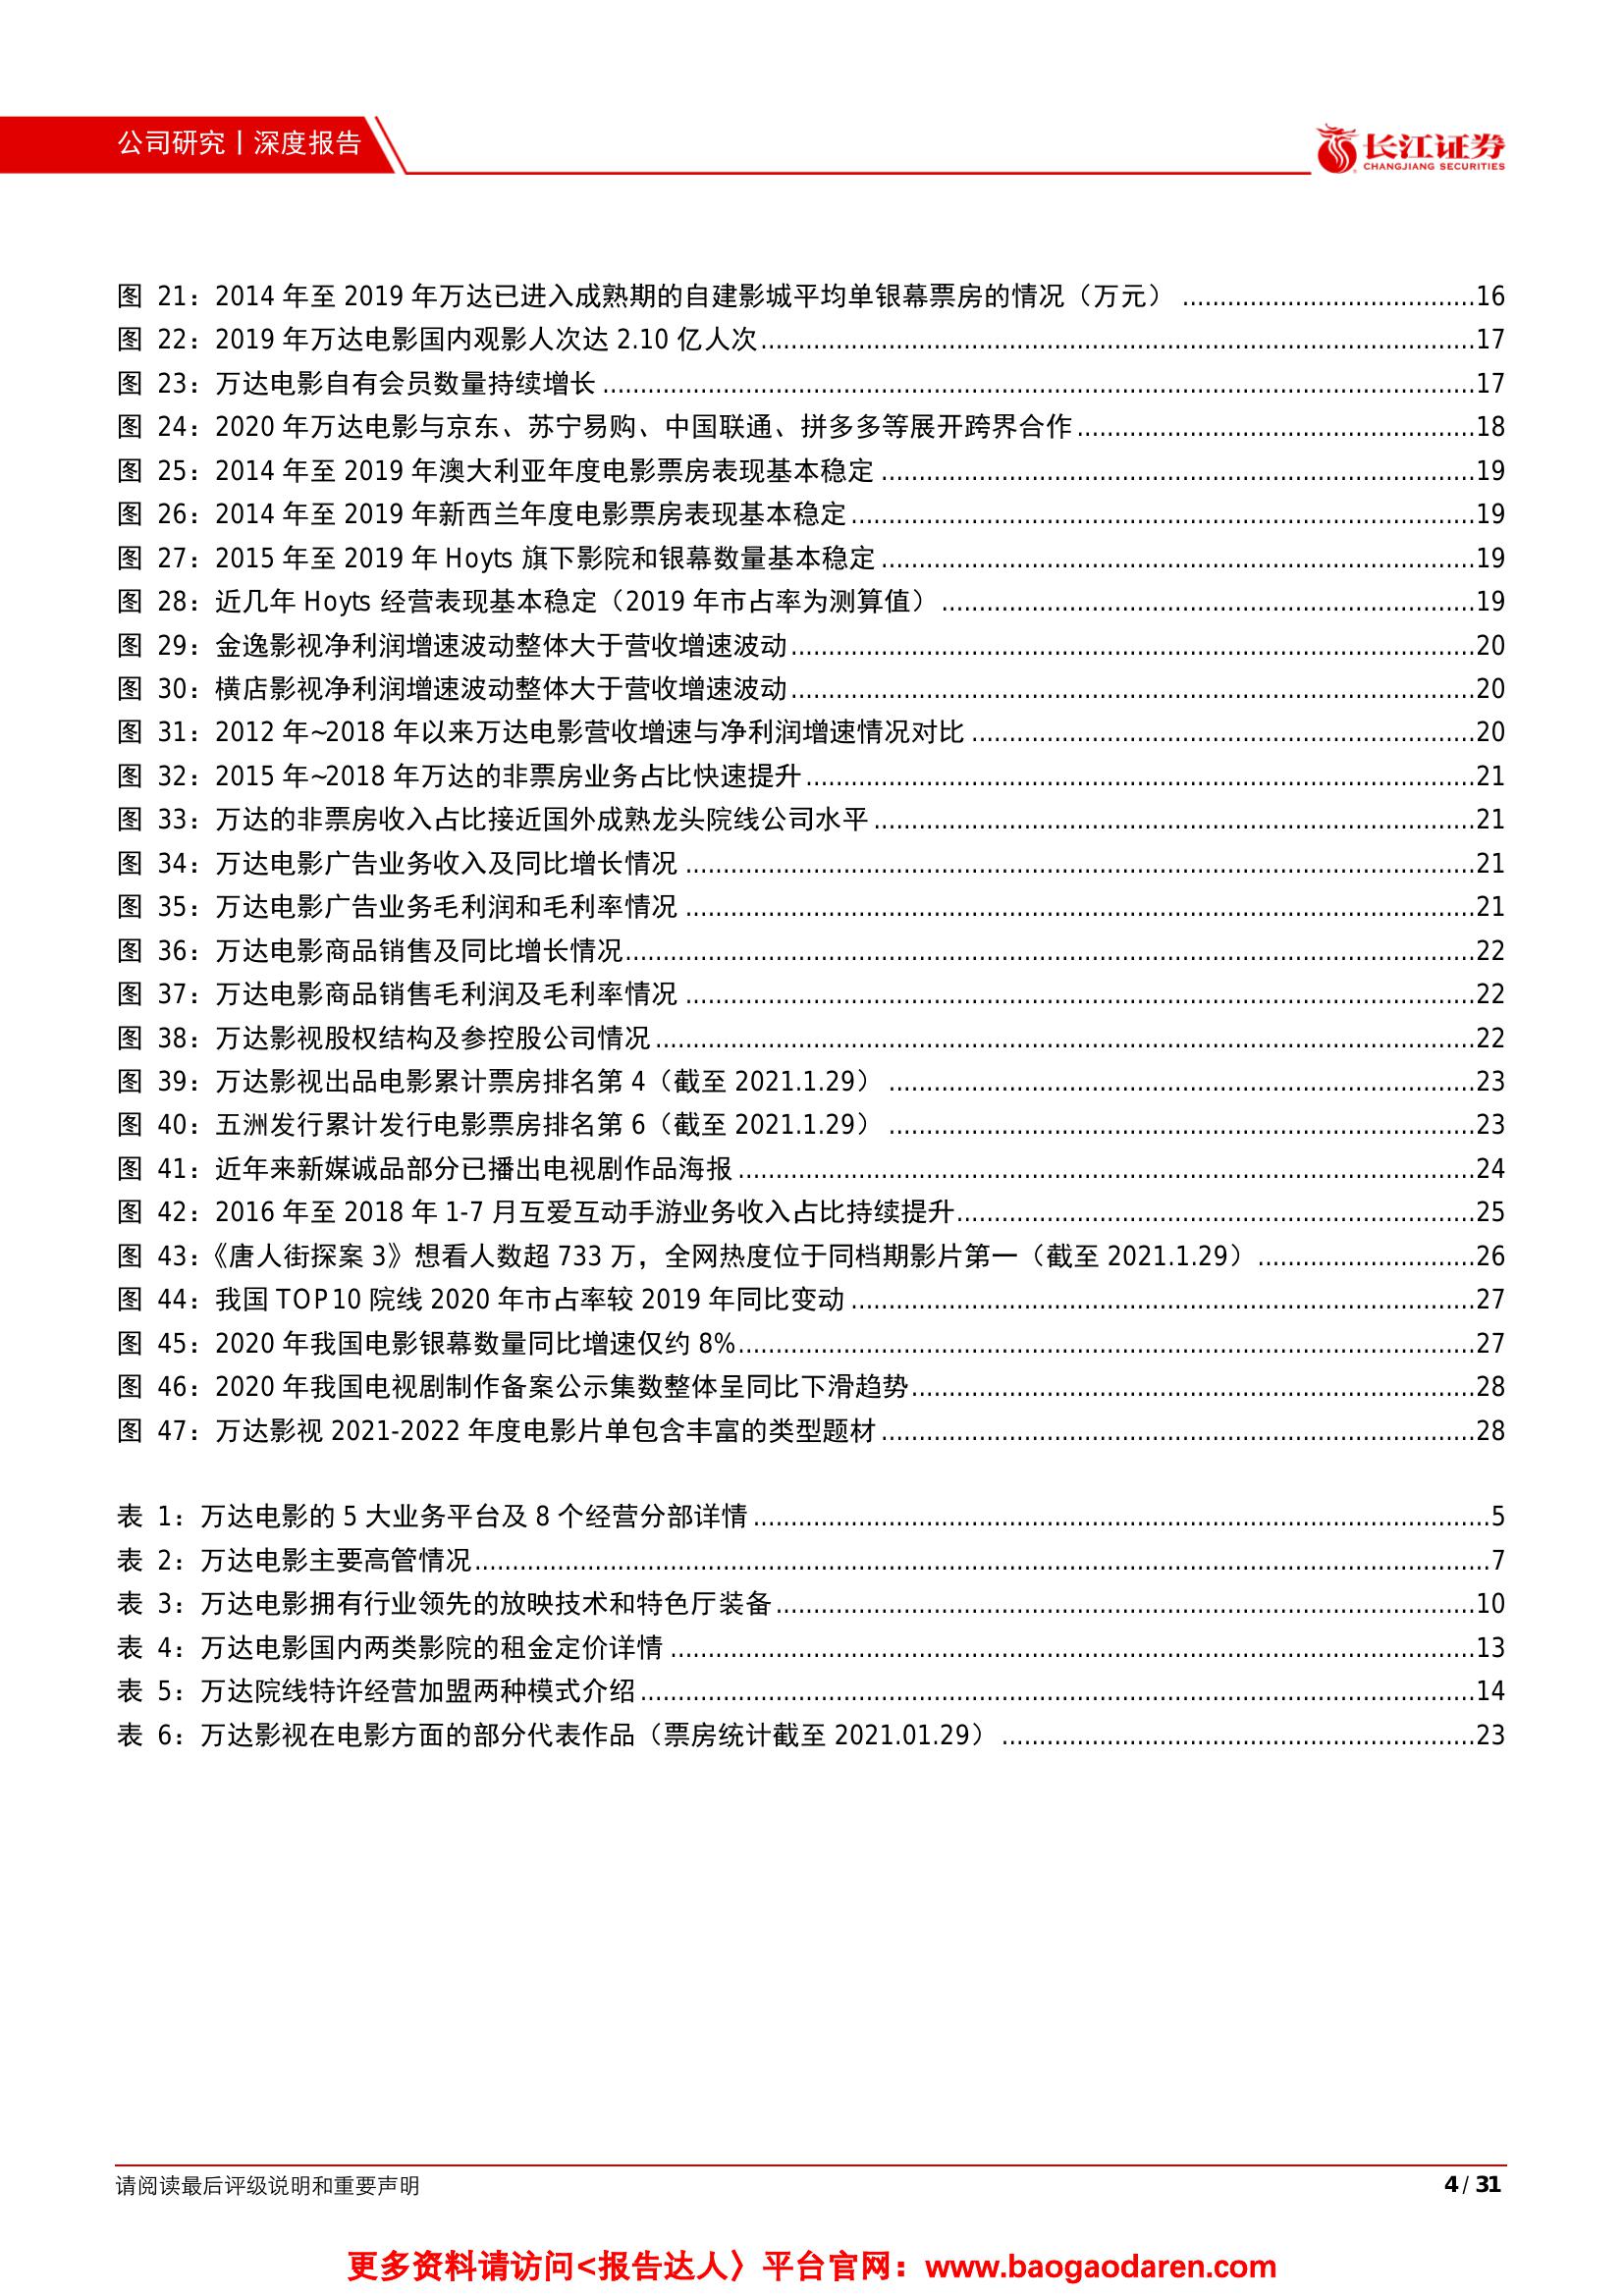 公司研究丨深度报告
长江证券
CHANGJIANG SECURITIES
图 21：2014 年至 2019 年万达已进入成熟期的自建影城平均单银幕票房的情况（万元） .......................................16
图 22：2019 年万达电影国内观影人次达 2.10 亿人次...............................................................................................17
图 23：万达电影自有会员数量持续增长 ....................................................................................................................17
图 24：2020 年万达电影与京东、苏宁易购、中国联通、拼多多等展开跨界合作.....................................................18
图 25：2014 年至 2019 年澳大利亚年度电影票房表现基本稳定 ...............................................................................19
图 26：2014 年至 2019 年新西兰年度电影票房表现基本稳定...................................................................................19
图 27：2015 年至 2019 年 Hoyts 旗下影院和银幕数量基本稳定 ...............................................................................19
图 28：近几年 Hoyts 经营表现基本稳定（2019 年市占率为测算值） .......................................................................19
图 29：金逸影视净利润增速波动整体大于营收增速波动...........................................................................................20
图 30：横店影视净利润增速波动整体大于营收增速波动...........................................................................................20
图 31：2012 年~2018 年以来万达电影营收增速与净利润增速情况对比 ...................................................................20
图 32：2015 年~2018 年万达的非票房业务占比快速提升.........................................................................................21
图 33：万达的非票房收入占比接近国外成熟龙头院线公司水平................................................................................21
图 34：万达电影广告业务收入及同比增长情况 .........................................................................................................21
图 35：万达电影广告业务毛利润和毛利率情况 .........................................................................................................21
图 36：万达电影商品销售及同比增长情况.................................................................................................................22
图 37：万达电影商品销售毛利润及毛利率情况 .........................................................................................................22
图 38：万达影视股权结构及参控股公司情况.............................................................................................................22
图 39：万达影视出品电影累计票房排名第 4（截至 2021.1.29） ..............................................................................23
图 40：五洲发行累计发行电影票房排名第 6（截至 2021.1.29） ..............................................................................23
图 41：近年来新媒诚品部分已播出电视剧作品海报..................................................................................................24
图 42：2016 年至 2018 年 1-7 月互爱互动手游业务收入占比持续提升.....................................................................25
图 43：《唐人街探案 3》想看人数超 733 万，全网热度位于同档期影片第一（截至 2021.1.29）.............................26
图 44：我国 TOP10 院线 2020 年市占率较 2019 年同比变动 ...................................................................................27
图 45：2020 年我国电影银幕数量同比增速仅约 8%..................................................................................................27
图 46：2020 年我国电视剧制作备案公示集数整体呈同比下滑趋势...........................................................................28
图 47：万达影视 2021-2022 年度电影片单包含丰富的类型题材 ...............................................................................28
表 1：万达电影的 5 大业务平台及 8 个经营分部详情..................................................................................................5
表 2：万达电影主要高管情况.......................................................................................................................................7
表 3：万达电影拥有行业领先的放映技术和特色厅装备.............................................................................................10
表 4：万达电影国内两类影院的租金定价详情 ...........................................................................................................13
表 5：万达院线特许经营加盟两种模式介绍...............................................................................................................14
表 6：万达影视在电影方面的部分代表作品（票房统计截至 2021.01.29） ...............................................................23
请阅读最后评级说明和重要声明
4 / 31
更多资料请访问<报告达人〉平台官网：www.baogaodaren.com